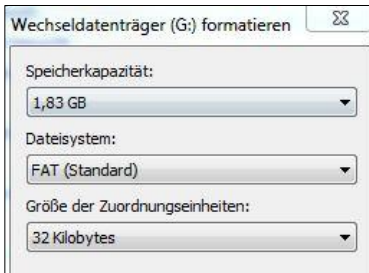 Wechseldatenträger (G:) formatieren
Speicherkapazität:
1,83 GB
Dateisystem:
FAT (Standard)
Größe der Zuordnungseinheiten:
32 Kilobytes